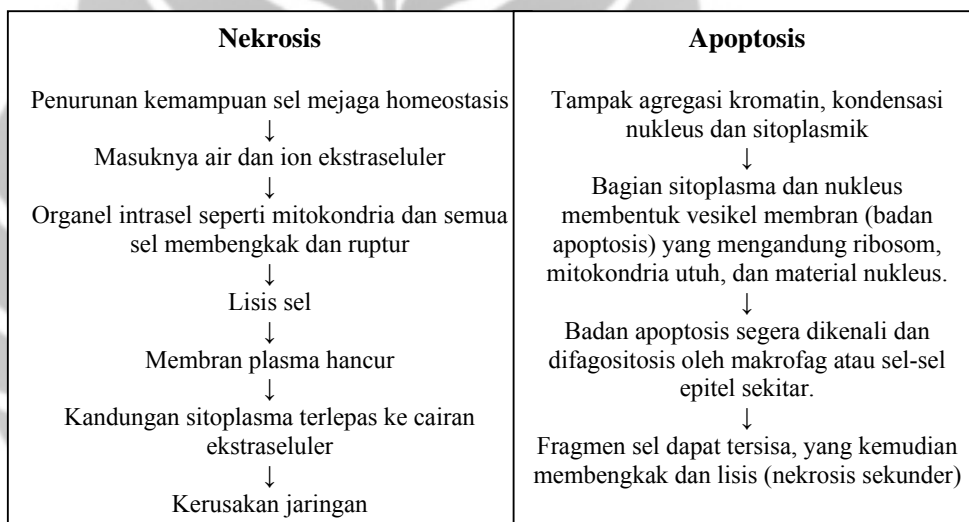 Nekrosis
Penurunan kemampuan sel mejaga homeostasis
↓
Masuknya air dan ion ekstraseluler
↓
Organel intrasel seperti mitokondria dan semua
sel membengkak dan ruptur
↓
Lisis sel
↓
Membran plasma hancur
↓
Kandungan sitoplasma terlepas ke cairan
ekstraseluler
↓
Kerusakan jaringan
Apoptosis
Tampak agregasi kromatin, kondensasi
nukleus dan sitoplasmik
↓
Bagian sitoplasma dan nukleus
membentuk vesikel membran (badan
apoptosis) yang mengandung ribosom,
mitokondria utuh, dan material nukleus.
↓
Badan apoptosis segera dikenali dan
difagositosis oleh makrofag atau sel-sel
epitel sekitar.
↓
Fragmen sel dapat tersisa, yang kemudian
membengkak dan lisis (nekrosis sekunder)